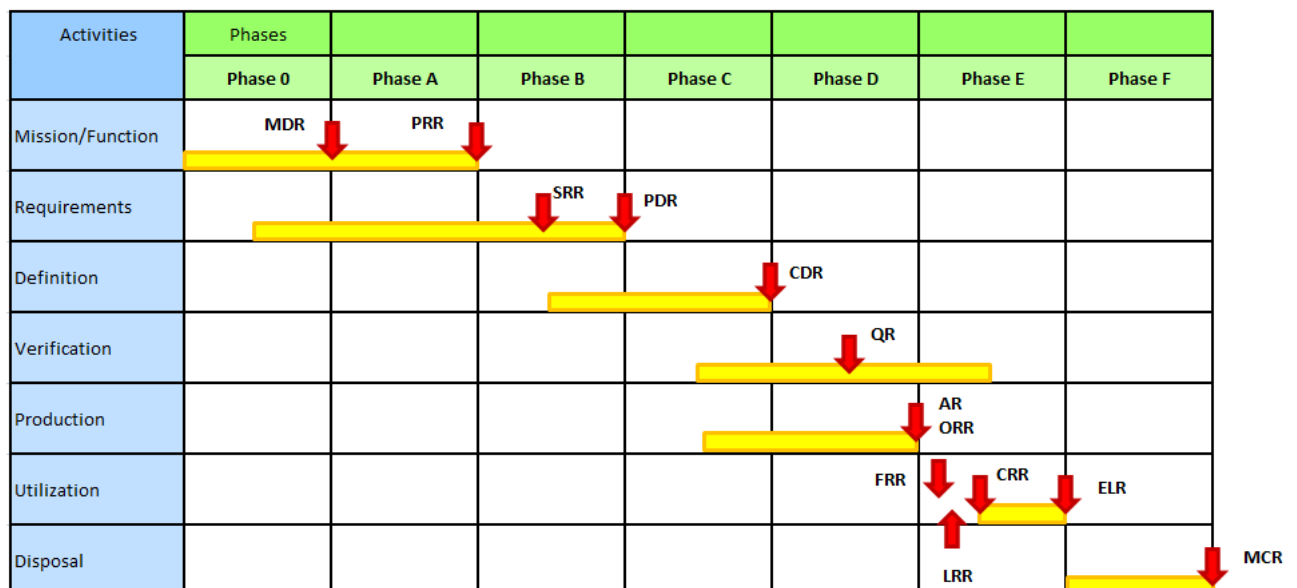 Activities
Phases
Phase 0
Phase A
Phase B
Phase C
Phase D
Phase E
Phase F
Mission/Function
MDR
PRR
Requirements
SRR
PDR
Definition
CDR
Verification
QR
Production
AR
ORR
Utilization
FRR
CRR
ELR
Disposal
LRR
MCR